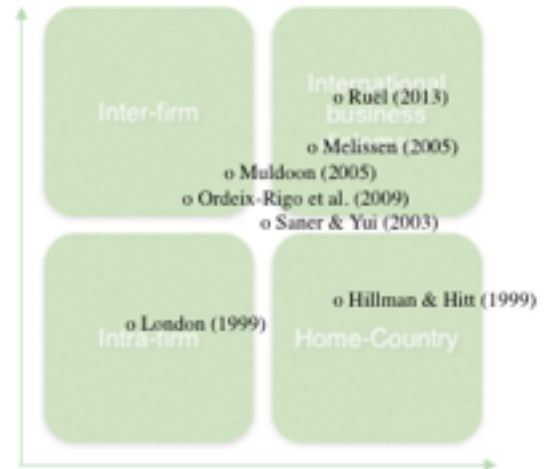 Inter-firm
International
business
o Ruël (2013)
o Melissen (2005)
o Muldoon (2005)
o Ordeix-Rigo et al. (2009)
o Saner & Yui (2003)
o Hillman & Hitt (1999)
o London (1999)
Intra-firm
Home-Country